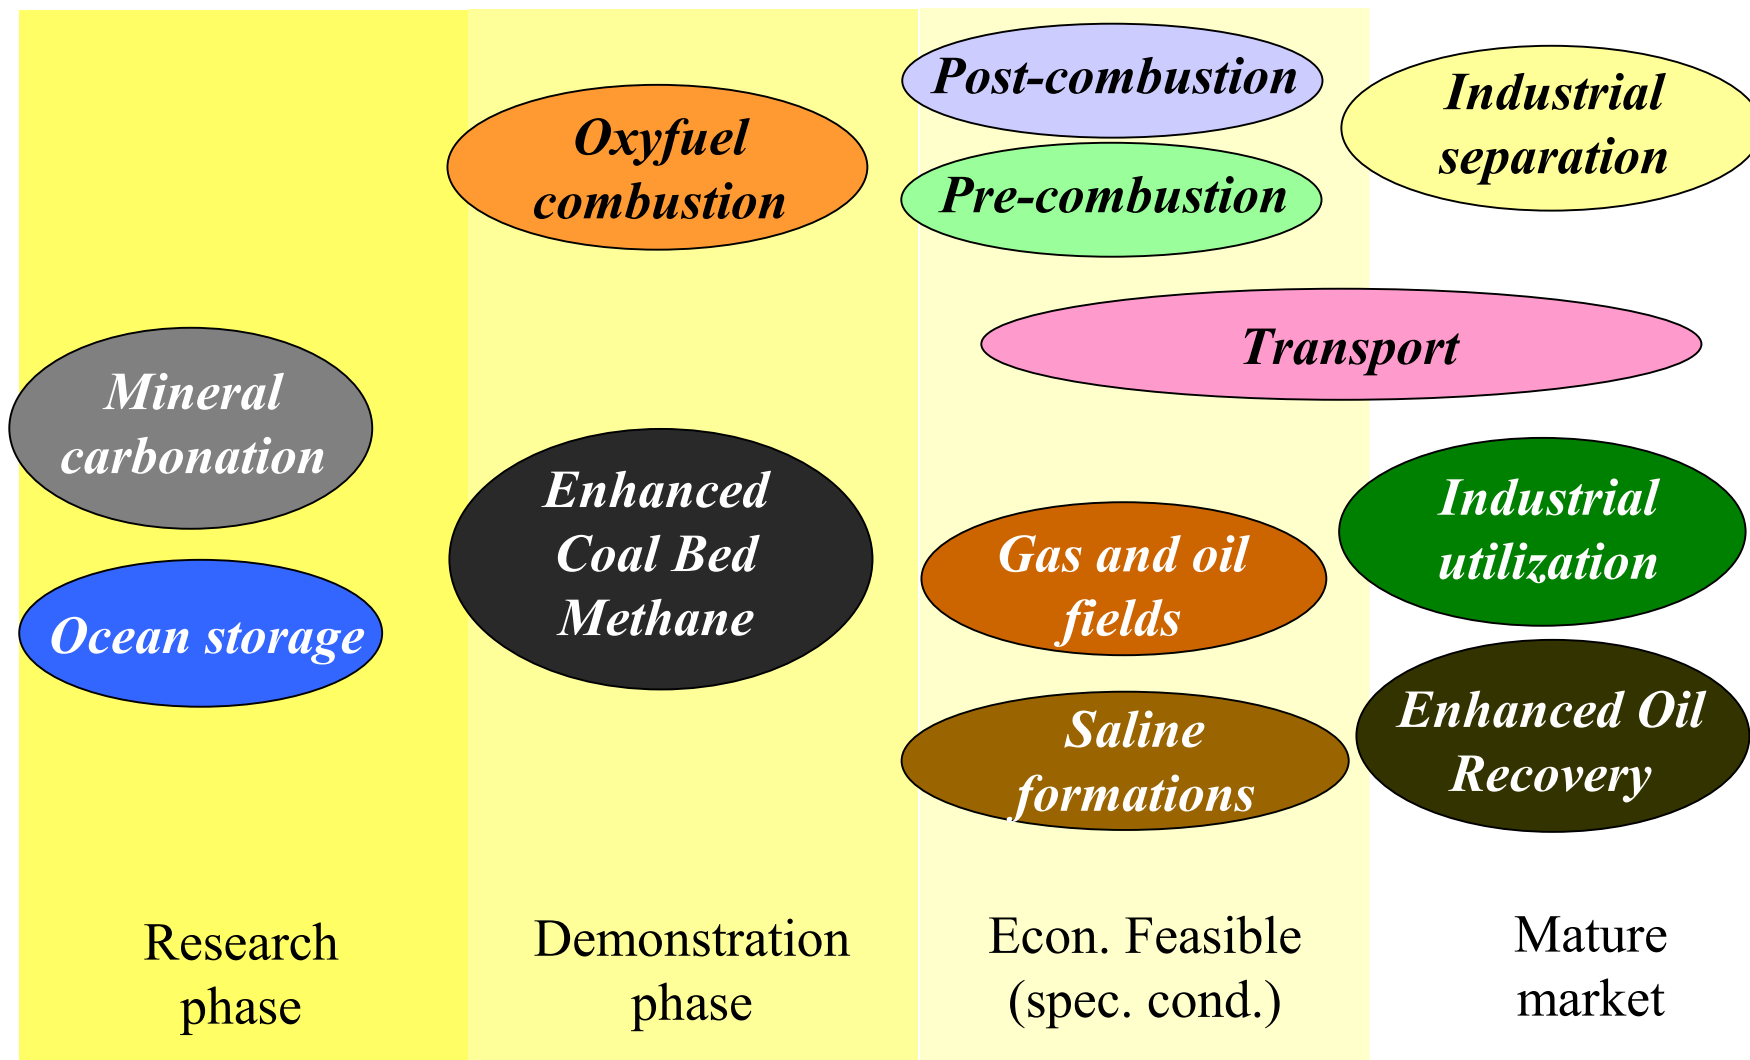 Post-combustion
Industrial
separation
Oxyfuel
combustion
Pre-combustion
Transport
Mineral
carbonation
Enhanced
Coal Bed
Methane
Industrial
utilization
Gas and oil
fields
Ocean storage
Saline
formations
Enhanced Oil
Recovery
Research
phase
Demonstration
phase
Econ. Feasible
(spec. cond.)
Mature
market